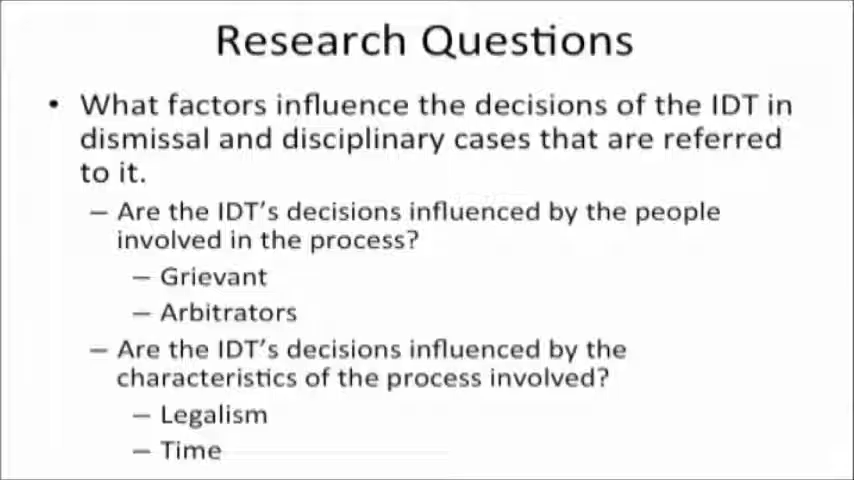 Research Questions
• What factors influence the decisions of the IDT in
dismissal and disciplinary cases that are referred
to it.
– Are the IDT's decisions influenced by the people
involved in the process?
– Grievant
– Arbitrators
– Are the IDT's decisions influenced by the
characteristics of the process involved?
– Legalism
– Time